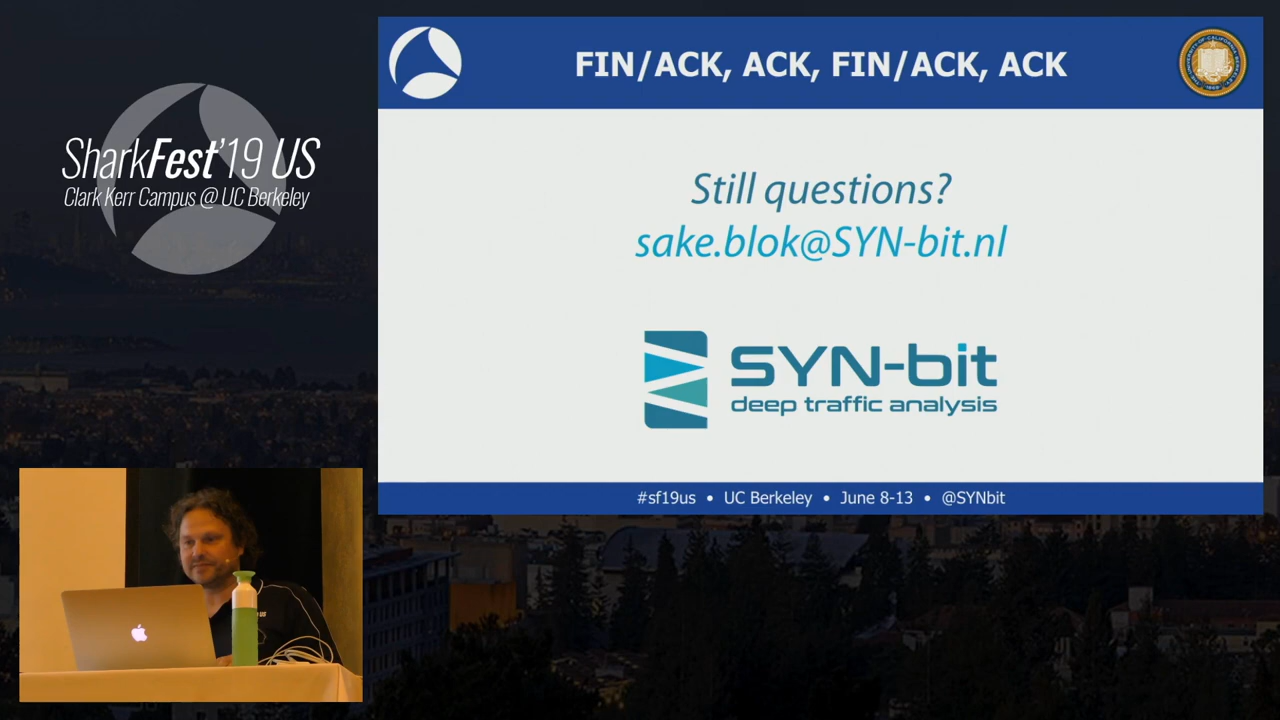 SharkFest'19 US
Clark Kerr Campus @ UC Berkeley
FIN/ACK, ACK, FIN/ACK, ACK
Still questions?
sake.blok@SYN-bit.nl
SYN-bit
deep traffic analysis
#sf19us • UC Berkeley • June 8-13 • @SYNbit